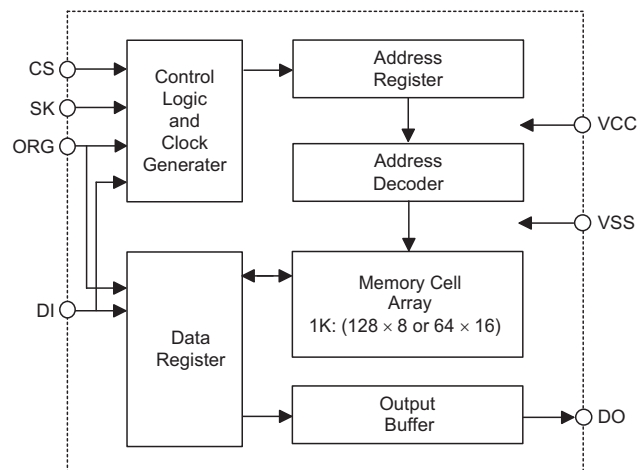 CS
SK
ORG
DI
Control
Logic
and
Clock
Generater
Address
Register
Address
Decoder
VCC
VSS
Data
Register
Memory Cell
Array
1K: (128 × 8 or 64 × 16)
Output
Buffer
DO